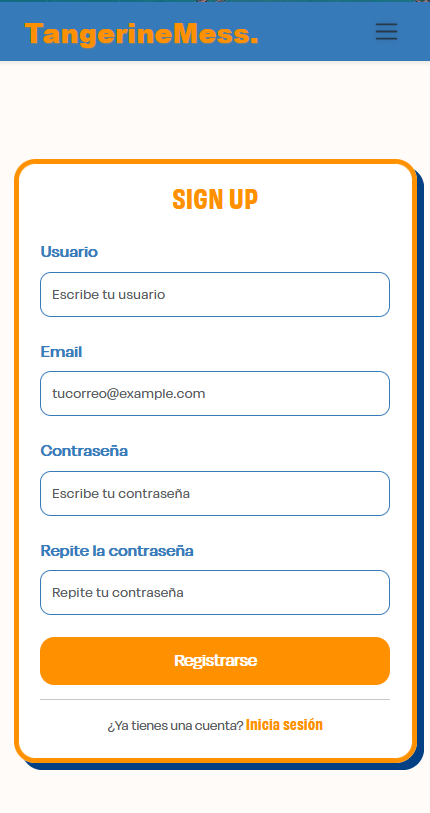 TangerineMess.
SIGN UP
Usuario
Escribe tu usuario
Email
tucorreo@example.com
Contraseña
Escribe tu contraseña
Repite la contraseña
Repite tu contraseña
Registrarse
¿Ya tienes una cuenta? Inicia sesión